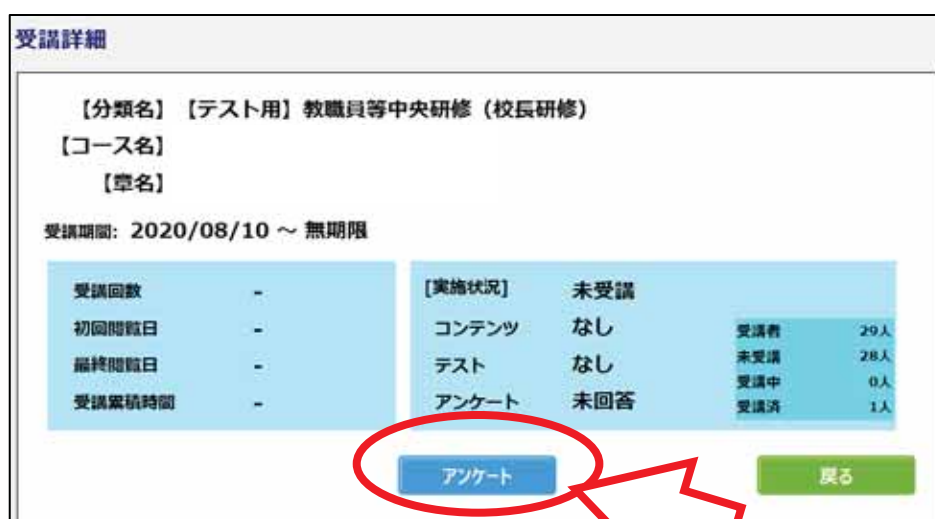 受講詳細
【分類名】【テスト用】教職員等中央研修（校長研修）
【コース名】
【章名】
受講期間: 2020/08/10 ～ 無期限
受講回数 -
初回閲覧日 -
最終閲覧日 -
受講累積時間 -
[実施状況] 未受講
コンテンツ なし
テスト なし
アンケート 未回答
受講者 29人
未受講 28人
受講中 0人
受講済 1人
アンケート
戻る